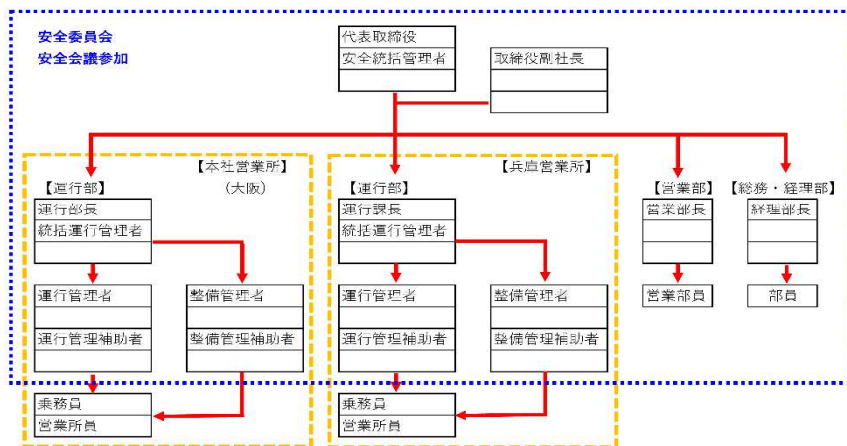 安全委員会
安全会議参加
代表取締役
安全統括管理者
取締役副社長
【本社営業所】
(大阪)
【兵庫営業所】
【運行部】
運行部長
統括運行管理者
【運行部】
運行課長
統括運行管理者
【営業部】
営業部長
【総務・経理部】
経理部長
運行管理者
運行管理補助者
整備管理者
整備管理補助者
運行管理者
運行管理補助者
整備管理者
整備管理補助者
営業部員
部員
乗務員
営業所員
乗務員
営業所員